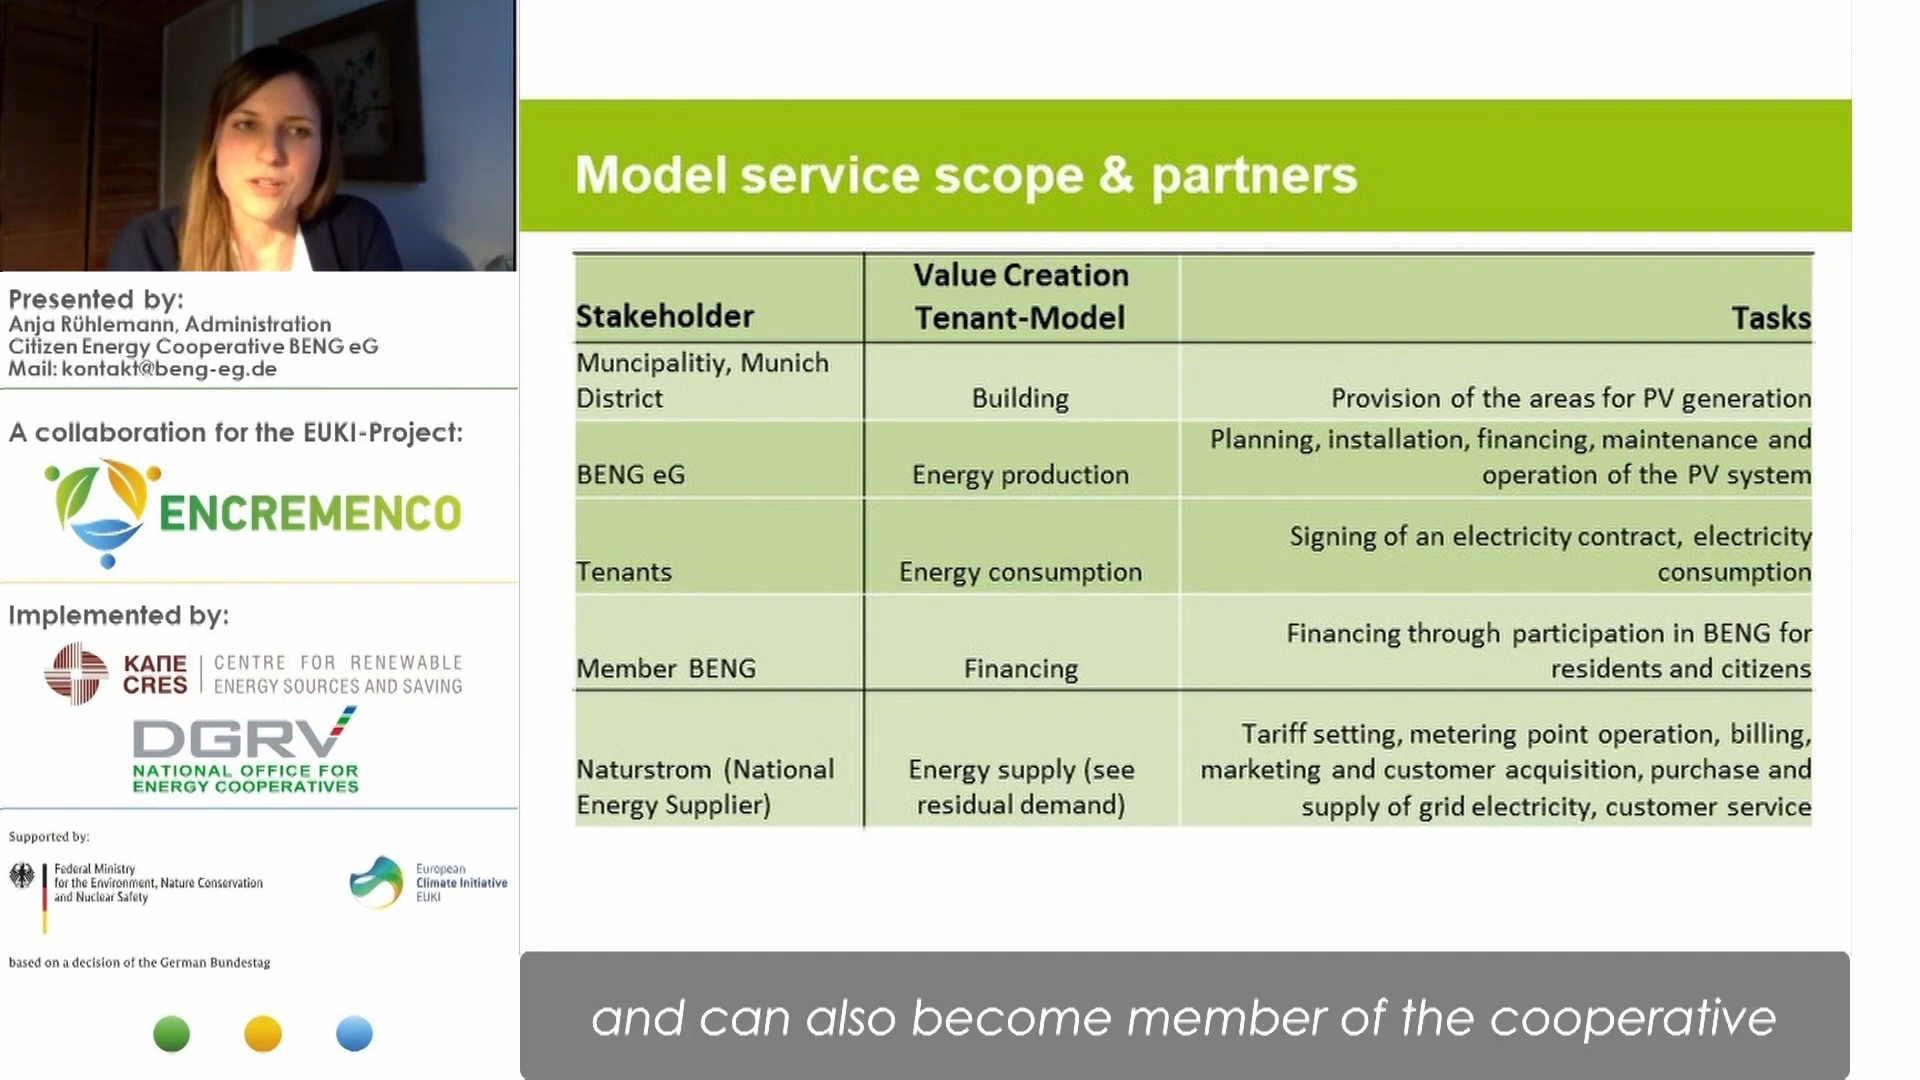 Presented by:
Anja Rühlemann, Administration
Citizen Energy Cooperative BENG eG
Mail: kontakt@beng-eg.de
A collaboration for the EUKI-Project:
ENCREMENCO
Implemented by:
ΚΑΠΕ
CRES
CENTRE FOR RENEWABLE
ENERGY SOURCES AND SAVING
DGRV
NATIONAL OFFICE FOR
ENERGY COOPERATIVES
Supported by:
Federal Ministry
for the Environment, Nature Conservation
and Nuclear Safety
European
Climate Initiative
EUKI
based on a decision of the German Bundestag
Model service scope & partners
Stakeholder
Value Creation
Tenant-Model
Tasks
Muncipalitiy, Munich
District
Building
Provision of the areas for PV generation
BENG eG
Energy production
Planning, installation, financing, maintenance and
operation of the PV system
Tenants
Energy consumption
Signing of an electricity contract, electricity
consumption
Member BENG
Financing
Financing through participation in BENG for
residents and citizens
Naturstrom (National
Energy Supplier)
Energy supply (see
residual demand)
Tariff setting, metering point operation, billing,
marketing and customer acquisition, purchase and
supply of grid electricity, customer service
and can also become member of the cooperative